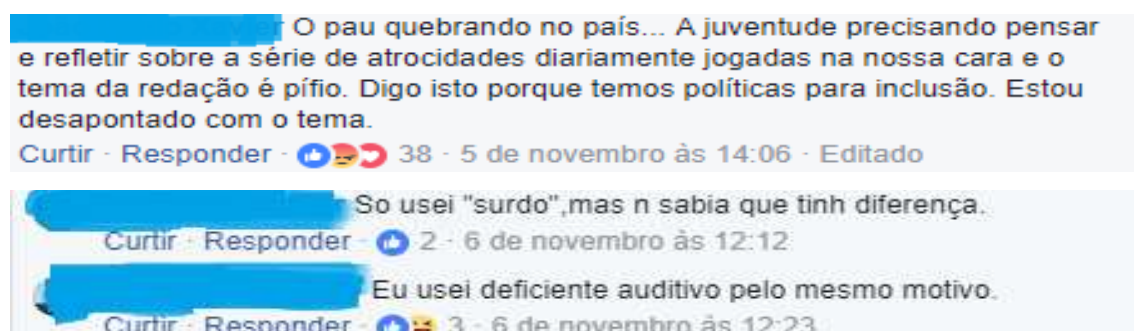 O pau quebrando no país... A juventude precisando pensar
e refletir sobre a série de atrocidades diariamente jogadas na nossa cara e o
tema da redação é pífio. Digo isto porque temos políticas para inclusão. Estou
desapontado com o tema.
Curtir · Responder · 38 · 5 de novembro às 14:06 · Editado
So usei "surdo",mas n sabia que tinh diferença.
Curtir · Responder · 2 · 6 de novembro às 12:12
Eu usei deficiente auditivo pelo mesmo motivo.
Curtir · Responder · 3 · 6 de novembro às 12:23